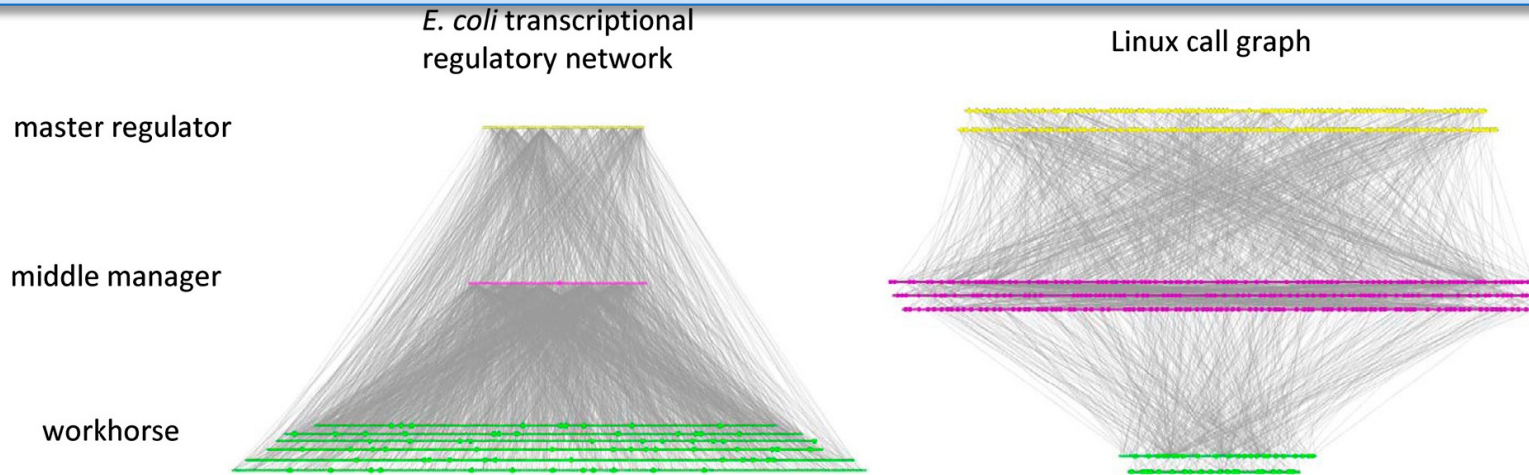 E. coli transcriptional
regulatory network
Linux call graph
master regulator
middle manager
workhorse